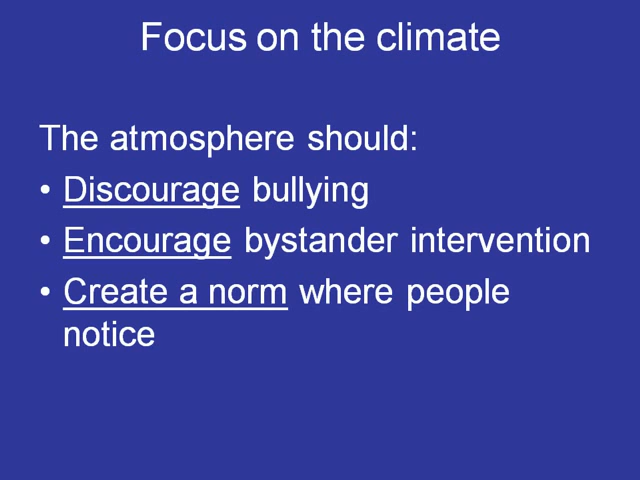 Focus on the climate
The atmosphere should:
• Discourage bullying
• Encourage bystander intervention
• Create a norm where people
notice